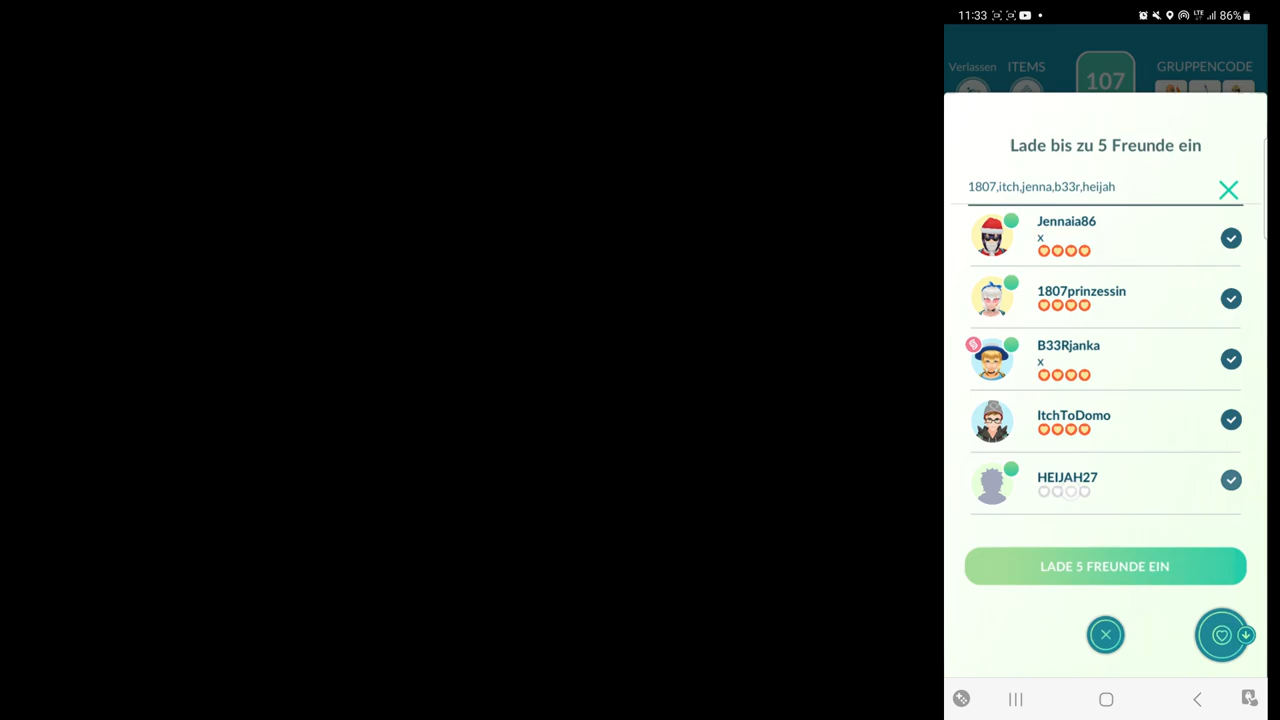 11:33 LTE 86%
Verlassen ITEMS 107 GRUPPENCODE
Lade bis zu 5 Freunde ein
1807,itch,jenna,b33r,heijah
Jennaia86
x
1807prinzessin
B33Rjanka
x
ItchToDomo
HEIJAH27
LADE 5 FREUNDE EIN